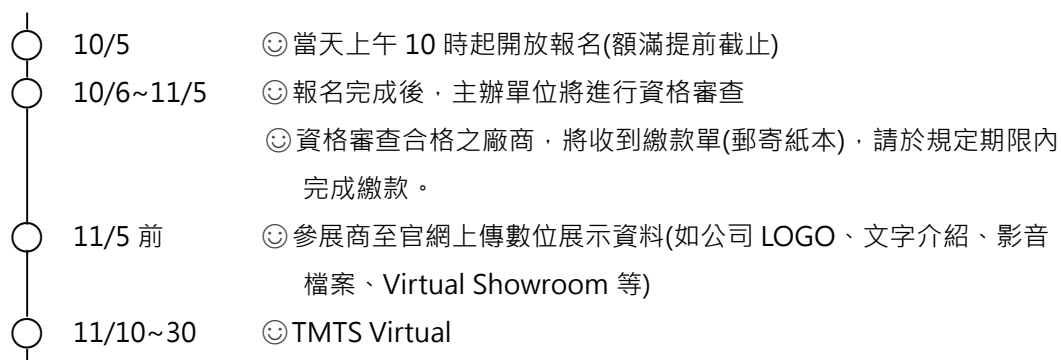 10/5 ☺當天上午 10 時起開放報名(額滿提前截止)
10/6~11/5 ☺報名完成後，主辦單位將進行資格審查
☺資格審查合格之廠商，將收到繳款單(郵寄紙本)，請於規定期限內
完成繳款。
11/5 前 ☺參展商至官網上傳數位展示資料(如公司 LOGO、文字介紹、影音
檔案、Virtual Showroom 等)
11/10~30 ☺TMTS Virtual